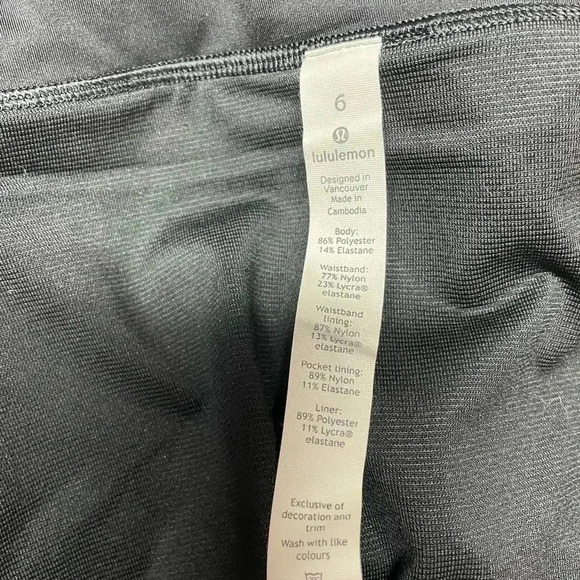 6
lululemon
Designed in
Vancouver
Made in
Cambodia
Body:
86% Polyester
14% Elastane
Waistband:
77% Nylon
23% Lycra®
elastane
Waistband
lining:
87% Nylon
13% Lycra®
elastane
Pocket lining:
89% Nylon
11% Elastane
Liner:
89% Polyester
11% Lycra®
elastane
Exclusive of
decoration and
trim
Wash with like
colours